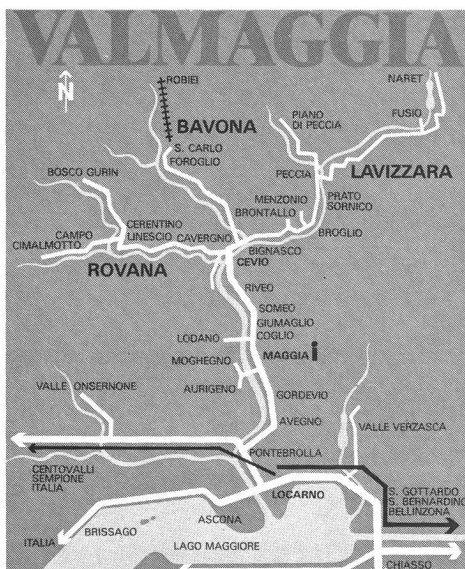 VALMAGGIA
N
ROBIEI
NARET
BAVONA
PIANO
DI PECCIA
FUSIO
S. CARLO
FOROGLIO
BOSCO GURIN
PECCIA
LAVIZZARA
MENZONIO
BRONTALLO
PRATO
SORNICO
CERENTINO
LINESCIO
CAVERGNO
BROGLIO
CAMPO
CIMALMOTTO
BIGNASCO
CEVIO
ROVANA
RIVEO
SOMEO
GIUMAGLIO
COGLIO
LODANO
MAGGIA i
MOGHEGNO
AURIGENO
GORDEVIO
VALLE ONSERNONE
AVEGNO
VALLE VERZASCA
PONTEBROLLA
CENTOVALLI
SEMPIONE
ITALIA
LOCARNO
S. GOTTARDO
S. BERNARDINO
BELLINZONA
ASCONA
BRISSAGO
ITALIA
LAGO MAGGIORE
CHIASSO